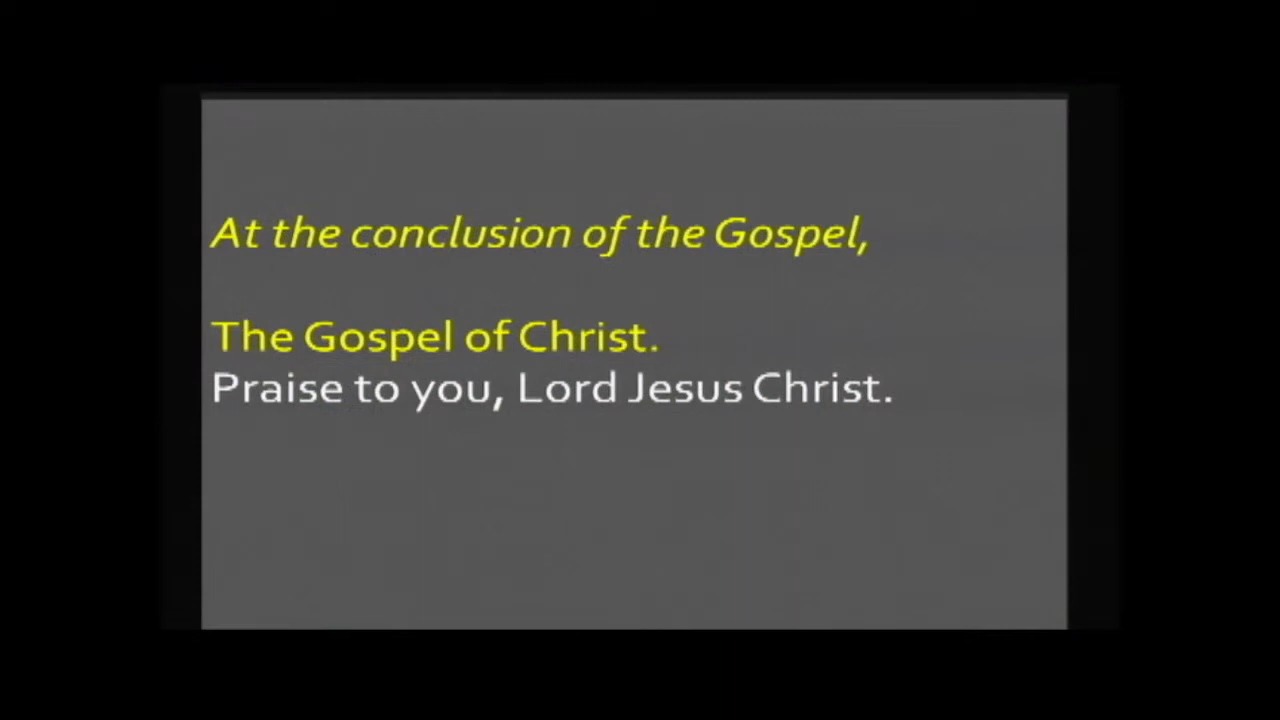 At the conclusion of the Gospel,
The Gospel of Christ.
Praise to you, Lord Jesus Christ.